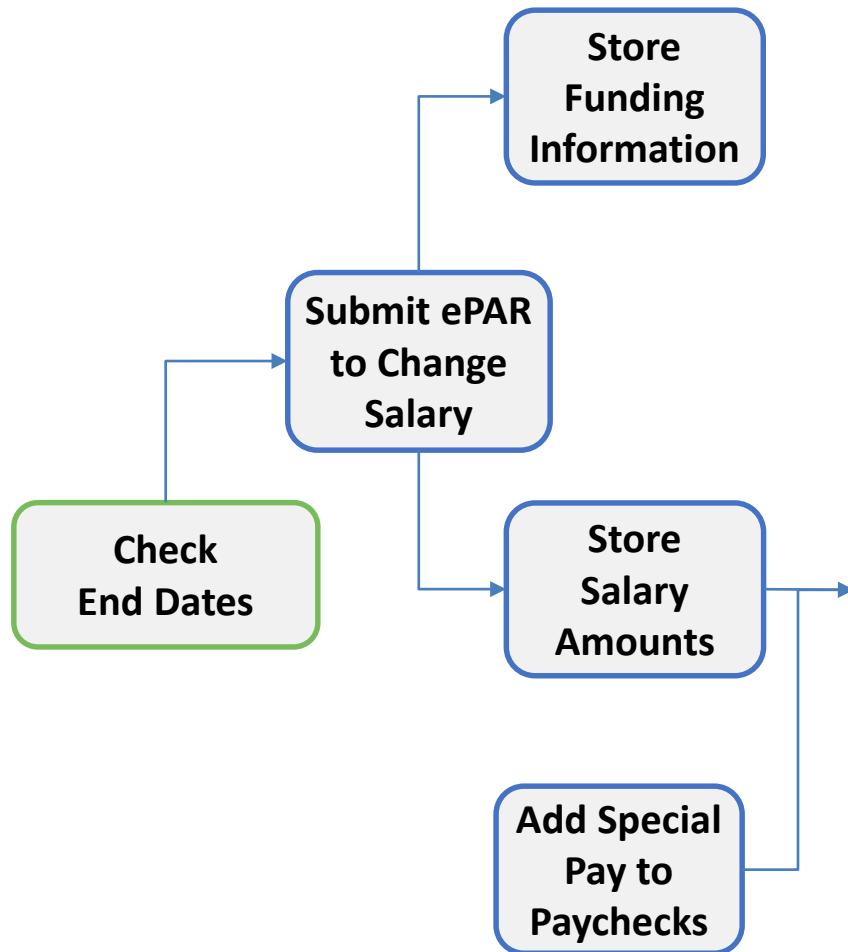 Store
Funding
Information
Submit ePAR
to Change
Salary
Check
End Dates
Store
Salary
Amounts
Add Special
Pay to
Paychecks